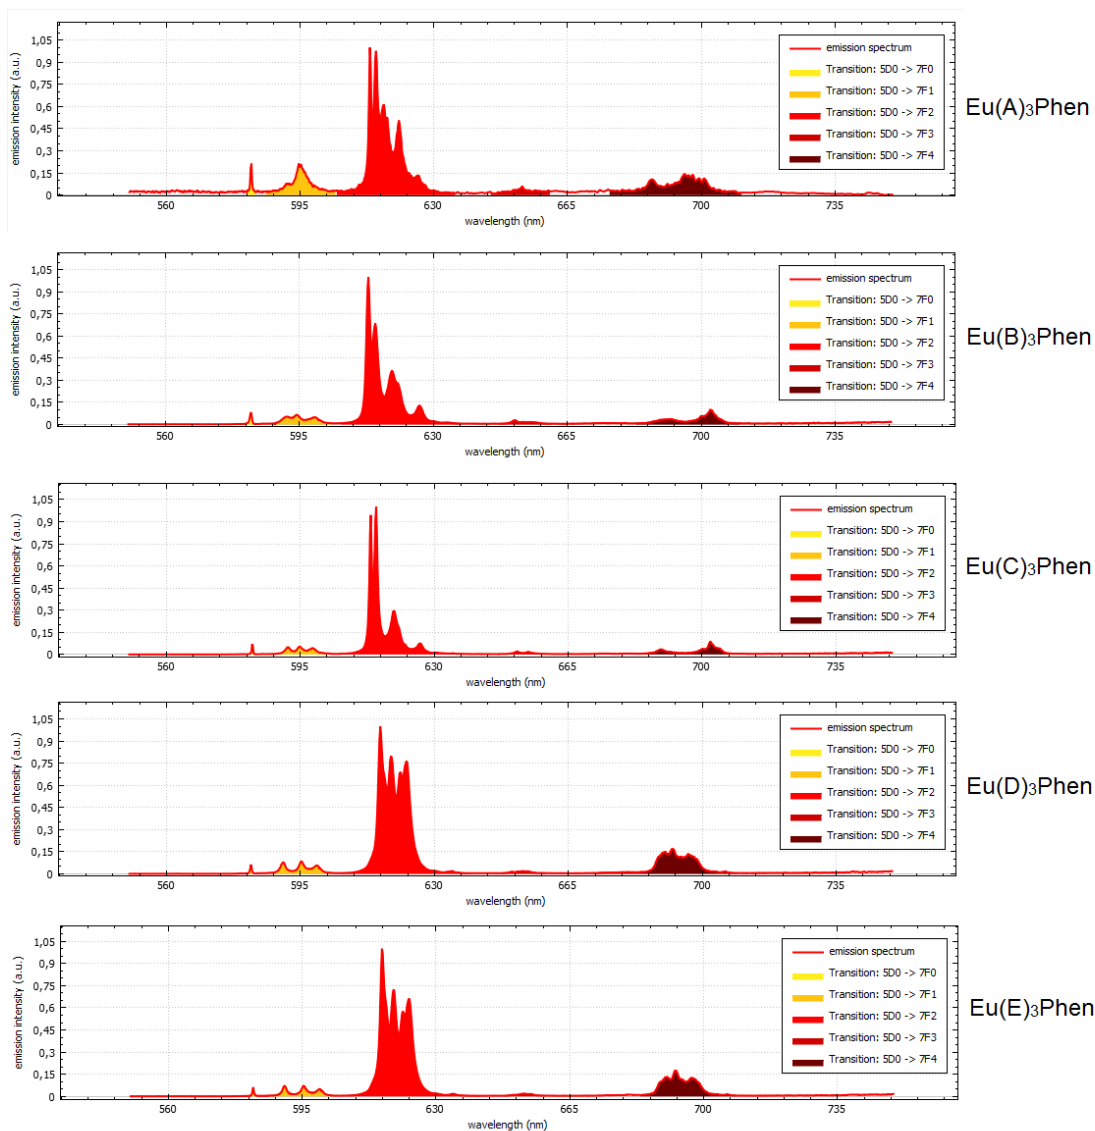 emission intensity (a.u.)
1,05
0,9
0,75
0,6
0,45
0,3
0,15
0
560
595
630
665
700
735
wavelength (nm)
emission spectrum
Transition: 5D0 -> 7F0
Transition: 5D0 -> 7F1
Transition: 5D0 -> 7F2
Transition: 5D0 -> 7F3
Transition: 5D0 -> 7F4
Eu(A)₃Phen
emission intensity (a.u.)
1,05
0,9
0,75
0,6
0,45
0,3
0,15
0
560
595
630
665
700
735
wavelength (nm)
emission spectrum
Transition: 5D0 -> 7F0
Transition: 5D0 -> 7F1
Transition: 5D0 -> 7F2
Transition: 5D0 -> 7F3
Transition: 5D0 -> 7F4
Eu(B)₃Phen
emission intensity (a.u.)
1,05
0,9
0,75
0,6
0,45
0,3
0,15
0
560
595
630
665
700
735
wavelength (nm)
emission spectrum
Transition: 5D0 -> 7F0
Transition: 5D0 -> 7F1
Transition: 5D0 -> 7F2
Transition: 5D0 -> 7F3
Transition: 5D0 -> 7F4
Eu(C)₃Phen
emission intensity (a.u.)
1,05
0,9
0,75
0,6
0,45
0,3
0,15
0
560
595
630
665
700
735
wavelength (nm)
emission spectrum
Transition: 5D0 -> 7F0
Transition: 5D0 -> 7F1
Transition: 5D0 -> 7F2
Transition: 5D0 -> 7F3
Transition: 5D0 -> 7F4
Eu(D)₃Phen
emission intensity (a.u.)
1,05
0,9
0,75
0,6
0,45
0,3
0,15
0
560
595
630
665
700
735
wavelength (nm)
emission spectrum
Transition: 5D0 -> 7F0
Transition: 5D0 -> 7F1
Transition: 5D0 -> 7F2
Transition: 5D0 -> 7F3
Transition: 5D0 -> 7F4
Eu(E)₃Phen